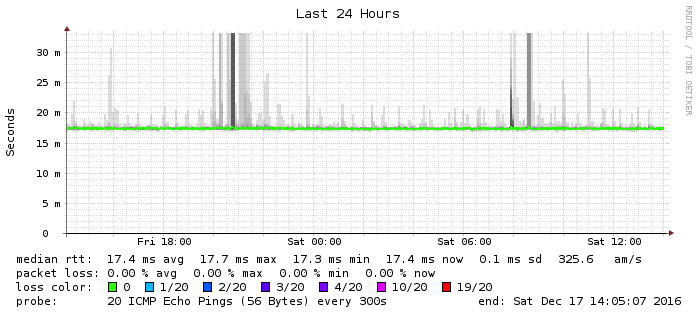 Last 24 Hours
RRDTOOL / TOBI OETIKER
Seconds
30 m
25 m
20 m
15 m
10 m
5 m
0
Fri 18:00 Sat 00:00 Sat 06:00 Sat 12:00
median rtt: 17.4 ms avg 17.7 ms max 17.3 ms min 17.4 ms now 0.1 ms sd 325.6 am/s
packet loss: 0.00 % avg 0.00 % max 0.00 % min 0.00 % now
loss color: 0 1/20 2/20 3/20 4/20 10/20 19/20
probe: 20 ICMP Echo Pings (56 Bytes) every 300s end: Sat Dec 17 14:05:07 2016